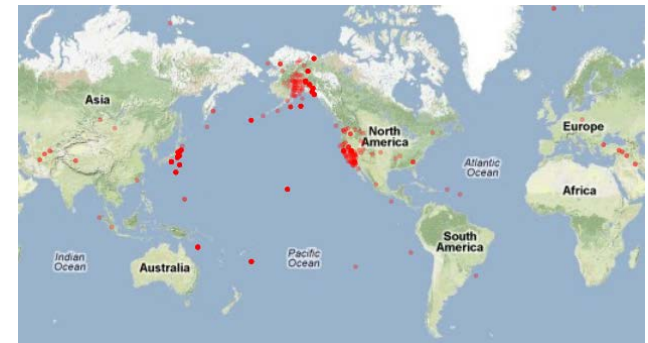 Asia
North
America
Europe
Atlantic
Ocean
Africa
South
America
Indian
Ocean
Pacific
Ocean
Australia